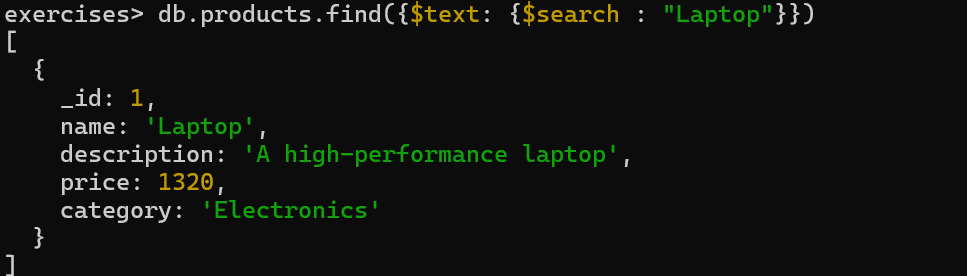 exercises> db.products.find({$text: {$search : "Laptop"}})
[
  {
    _id: 1,
    name: 'Laptop',
    description: 'A high-performance laptop',
    price: 1320,
    category: 'Electronics'
  }
]